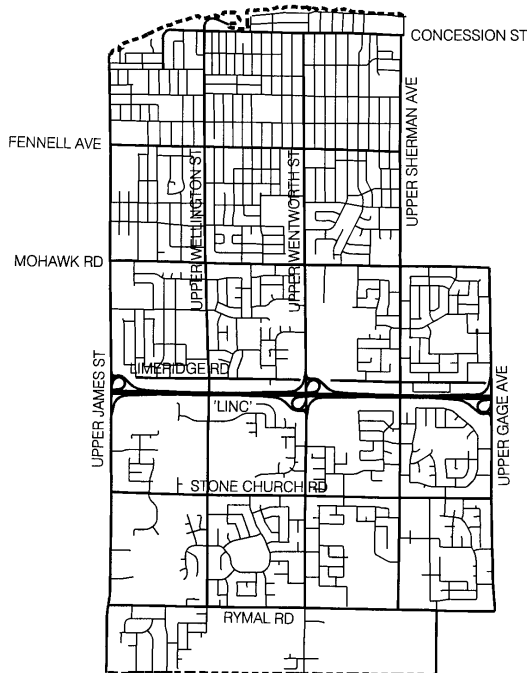 CONCESSION ST
UPPER SHERMAN AVE
FENNELL AVE
UPPER WELLINGTON ST
UPPER WENTWORTH ST
MOHAWK RD
LIMERIDGE RD
UPPER JAMES ST
'LINC'
UPPER GAGE AVE
STONE CHURCH RD
RYMAL RD